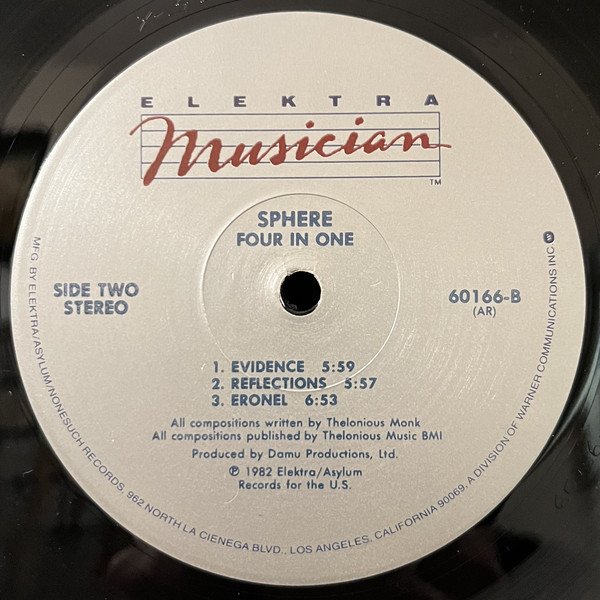 ELEKTRA
Musician
TM
SPHERE
FOUR IN ONE
SIDE TWO
STEREO
60166-B
(AR)
1. EVIDENCE 5:59
2. REFLECTIONS 5:57
3. ERONEL 6:53
All compositions written by Thelonious Monk
All compositions published by Thelonious Music BMI
Produced by Damu Productions, Ltd.
℗ 1982 Elektra/Asylum
Records for the U.S.
MFG. BY ELEKTRA/ASYLUM/NONESUCH RECORDS, 962 NORTH LA CIENEGA BLVD., LOS ANGELES, CALIFORNIA 90069. A DIVISION OF WARNER COMMUNICATIONS INC.